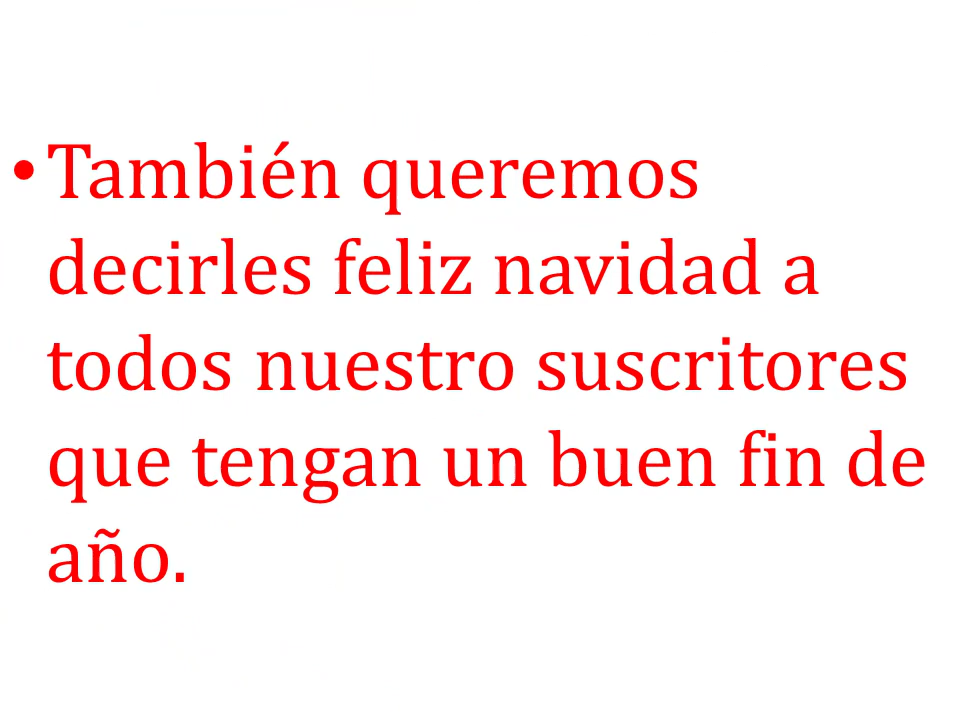 • También queremos
decirles feliz navidad a
todos nuestro suscritores
que tengan un buen fin de
año.